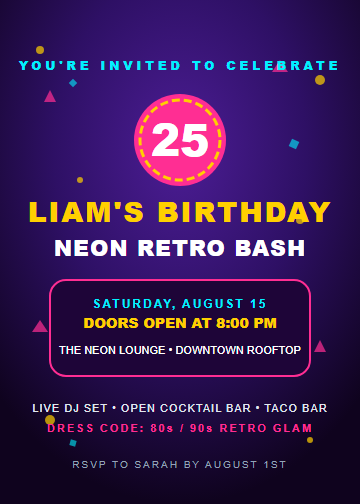 YOU'RE INVITED TO CELEBRATE
25
LIAM'S BIRTHDAY
NEON RETRO BASH
SATURDAY, AUGUST 15
DOORS OPEN AT 8:00 PM
THE NEON LOUNGE • DOWNTOWN ROOFTOP
LIVE DJ SET • OPEN COCKTAIL BAR • TACO BAR
DRESS CODE: 80s / 90s RETRO GLAM
RSVP TO SARAH BY AUGUST 1ST